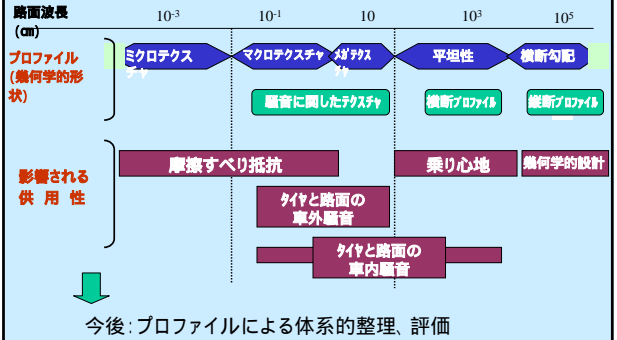 路面波長
(cm)
10-3
10-1
10
103
105
プロファイル
(幾何学的形
状)
ミクロテクス
チャ
マクロテクスチャ
メガテクス
チャ
平坦性
横断勾配
騒音に関したテクスチャ
横断プロファイル
縦断プロファイル
影響される
供 用 性
摩擦すべり抵抗
乗り心地
幾何学的設計
タイヤと路面の
車外騒音
タイヤと路面の
車内騒音
今後:プロファイルによる体系的整理、評価